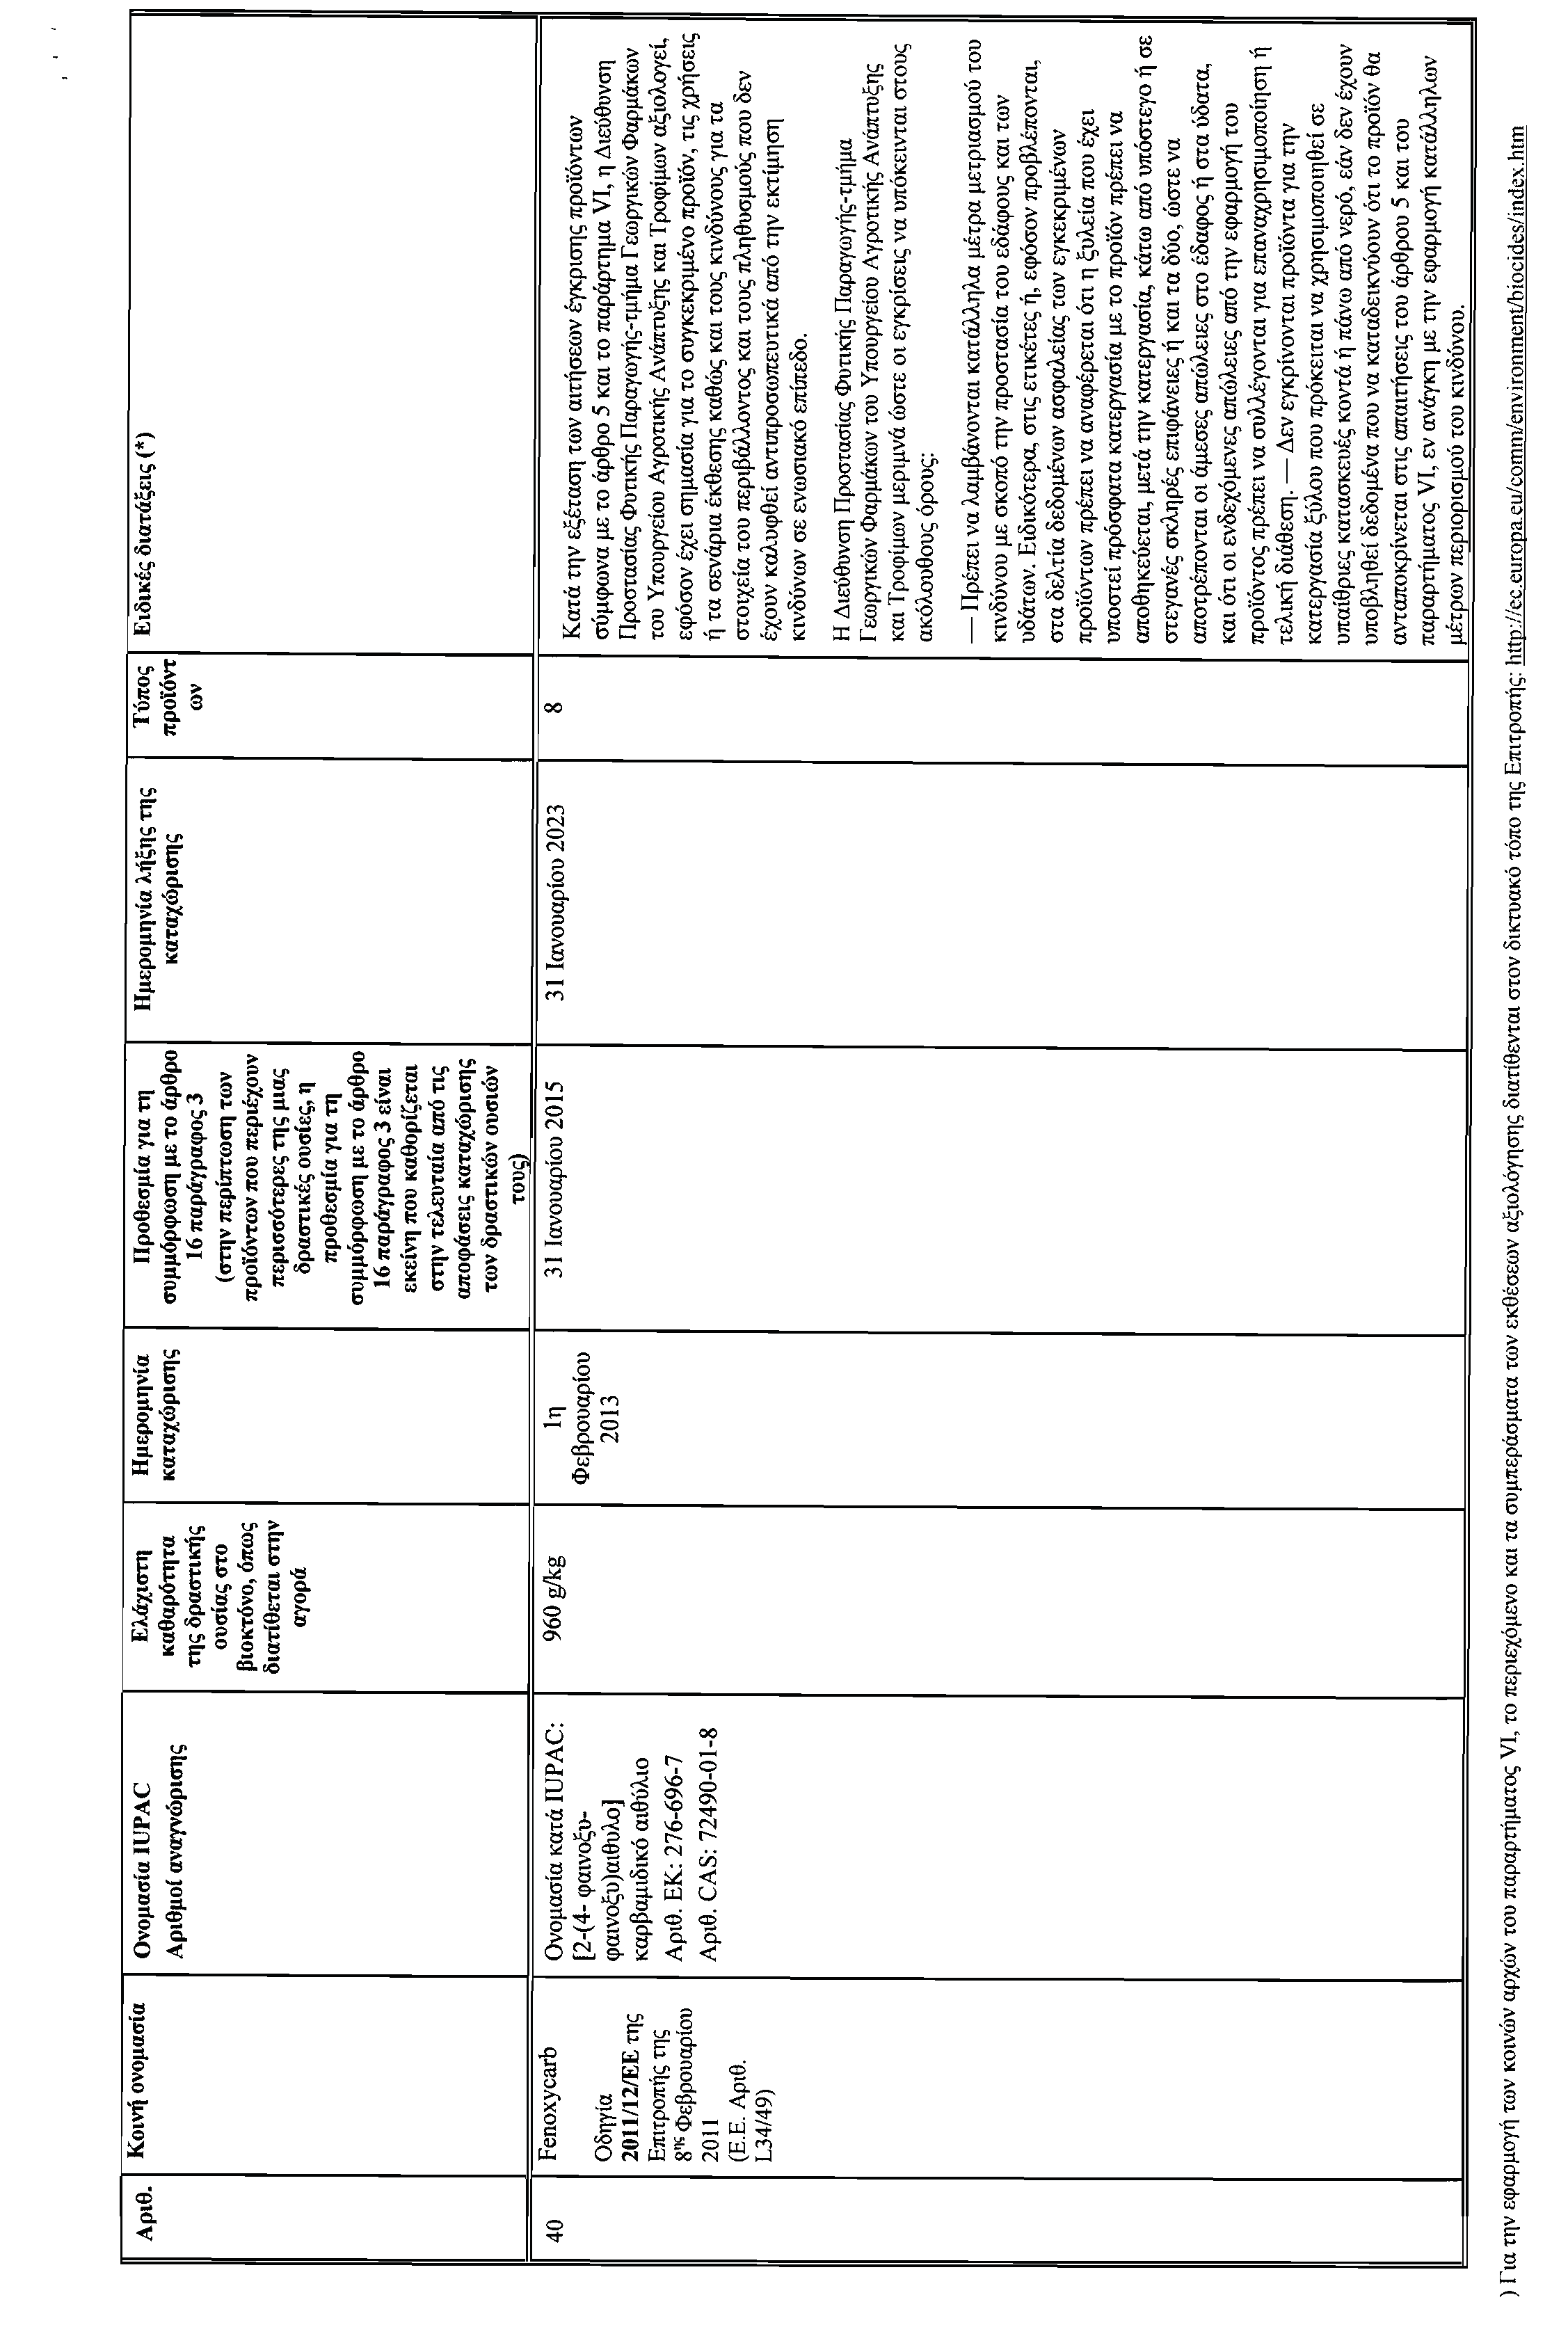 Αριθ.
Κοινή ονομασία
Ονομασία IUPAC
Αριθμοί αναγνώρισης
Ελάχιστη
καθαρότητα
της δραστικής
ουσίας στο
βιοκτόνο, όπως
διατίθεται στην
αγορά
Ημερομηνία
καταχώρισης
Προθεσμία για τη
συμμόρφωση με το άρθρο
16 παράγραφος 3
(στην περίπτωση των
προϊόντων που περιέχουν
περισσότερες της μιας
δραστικές ουσίες, η
προθεσμία για τη
συμμόρφωση με το άρθρο
16 παράγραφος 3 είναι
εκείνη που καθορίζεται
στην τελευταία από τις
αποφάσεις καταχώρισης
των δραστικών ουσιών
τους)
Ημερομηνία λήξης της
καταχώρισης
Τύπος
προϊόντ
ων
Ειδικές διατάξεις (*)
40
Fenoxycarb
Οδηγία
2011/12/ΕΕ της
Επιτροπής της
8ης Φεβρουαρίου
2011
(Ε.Ε. Αριθ.
L34/49)
Ονομασία κατά IUPAC:
[2-(4- φαινοξυ-
φαινοξυ)αιθυλο]
καρβαμιδικό αιθύλιο
Αριθ. ΕΚ: 276-696-7
Αριθ. CAS: 72490-01-8
960 g/kg
1η
Φεβρουαρίου
2013
31 Ιανουαρίου 2015
31 Ιανουαρίου 2023
8
Κατά την εξέταση των αιτήσεων έγκρισης προϊόντων
σύμφωνα με το άρθρο 5 και το παράρτημα VI, η Διεύθυνση
Προστασίας Φυτικής Παραγωγής-τμήμα Γεωργικών Φαρμάκων
του Υπουργείου Αγροτικής Ανάπτυξης και Τροφίμων αξιολογεί,
εφόσον έχει σημασία για το συγκεκριμένο προϊόν, τις χρήσεις
ή τα σενάρια έκθεσης καθώς και τους κινδύνους για τα
στοιχεία του περιβάλλοντος και τους πληθυσμούς που δεν
έχουν καλυφθεί αντιπροσωπευτικά από την εκτίμηση
κινδύνων σε ενωσιακό επίπεδο.
Η Διεύθυνση Προστασίας Φυτικής Παραγωγής-τμήμα
Γεωργικών Φαρμάκων του Υπουργείου Αγροτικής Ανάπτυξης
και Τροφίμων μεριμνά ώστε οι εγκρίσεις να υπόκεινται στους
ακόλουθους όρους:
— Πρέπει να λαμβάνονται κατάλληλα μέτρα μετριασμού του
κινδύνου με σκοπό την προστασία του εδάφους και των
υδάτων. Ειδικότερα, στις ετικέτες ή, εφόσον προβλέπονται,
στα δελτία δεδομένων ασφαλείας των εγκεκριμένων
προϊόντων πρέπει να αναφέρεται ότι η ξυλεία που έχει
υποστεί πρόσφατα κατεργασία με το προϊόν πρέπει να
αποθηκεύεται, μετά την κατεργασία, κάτω από υπόστεγο ή σε
στεγανές σκληρές επιφάνειες ή και τα δύο, ώστε να
αποτρέπονται οι άμεσες απώλειες στο έδαφος ή στα ύδατα,
και ότι οι ενδεχόμενες απώλειες από την εφαρμογή του
προϊόντος πρέπει να συλλέγονται για επαναχρησιμοποίηση ή
τελική διάθεση. — Δεν εγκρίνονται προϊόντα για την
κατεργασία ξύλου που πρόκειται να χρησιμοποιηθεί σε
υπαίθριες κατασκευές κοντά ή πάνω από νερό, εάν δεν έχουν
υποβληθεί δεδομένα που να καταδεικνύουν ότι το προϊόν θα
ανταποκρίνεται στις απαιτήσεις του άρθρου 5 και του
παραρτήματος VI, εν ανάγκη με την εφαρμογή κατάλληλων
μέτρων περιορισμού του κινδύνου.
) Για την εφαρμογή των κοινών αρχών του παραρτήματος VI, το περιεχόμενο και τα συμπεράσματα των εκθέσεων αξιολόγησης διατίθενται στον δικτυακό τόπο της Επιτροπής: http://ec.europa.eu/comm/environment/biocides/index.htm